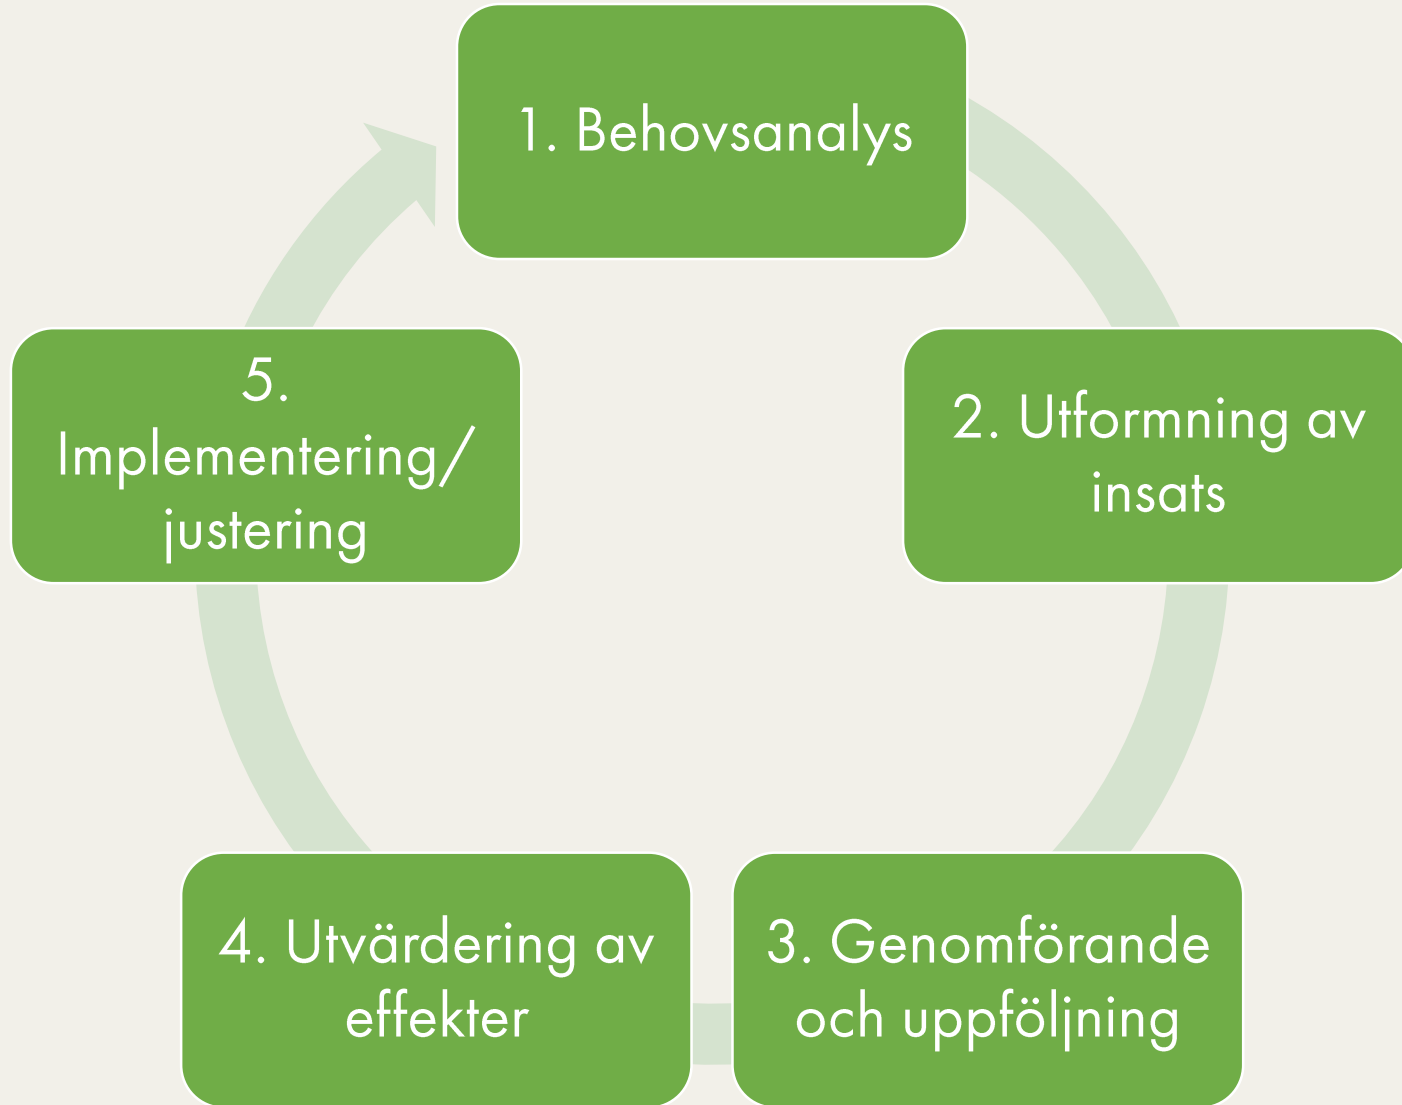 1. Behovsanalys
2. Utformning av
insats
3. Genomförande
och uppföljning
4. Utvärdering av
effekter
5.
Implementering/
justering